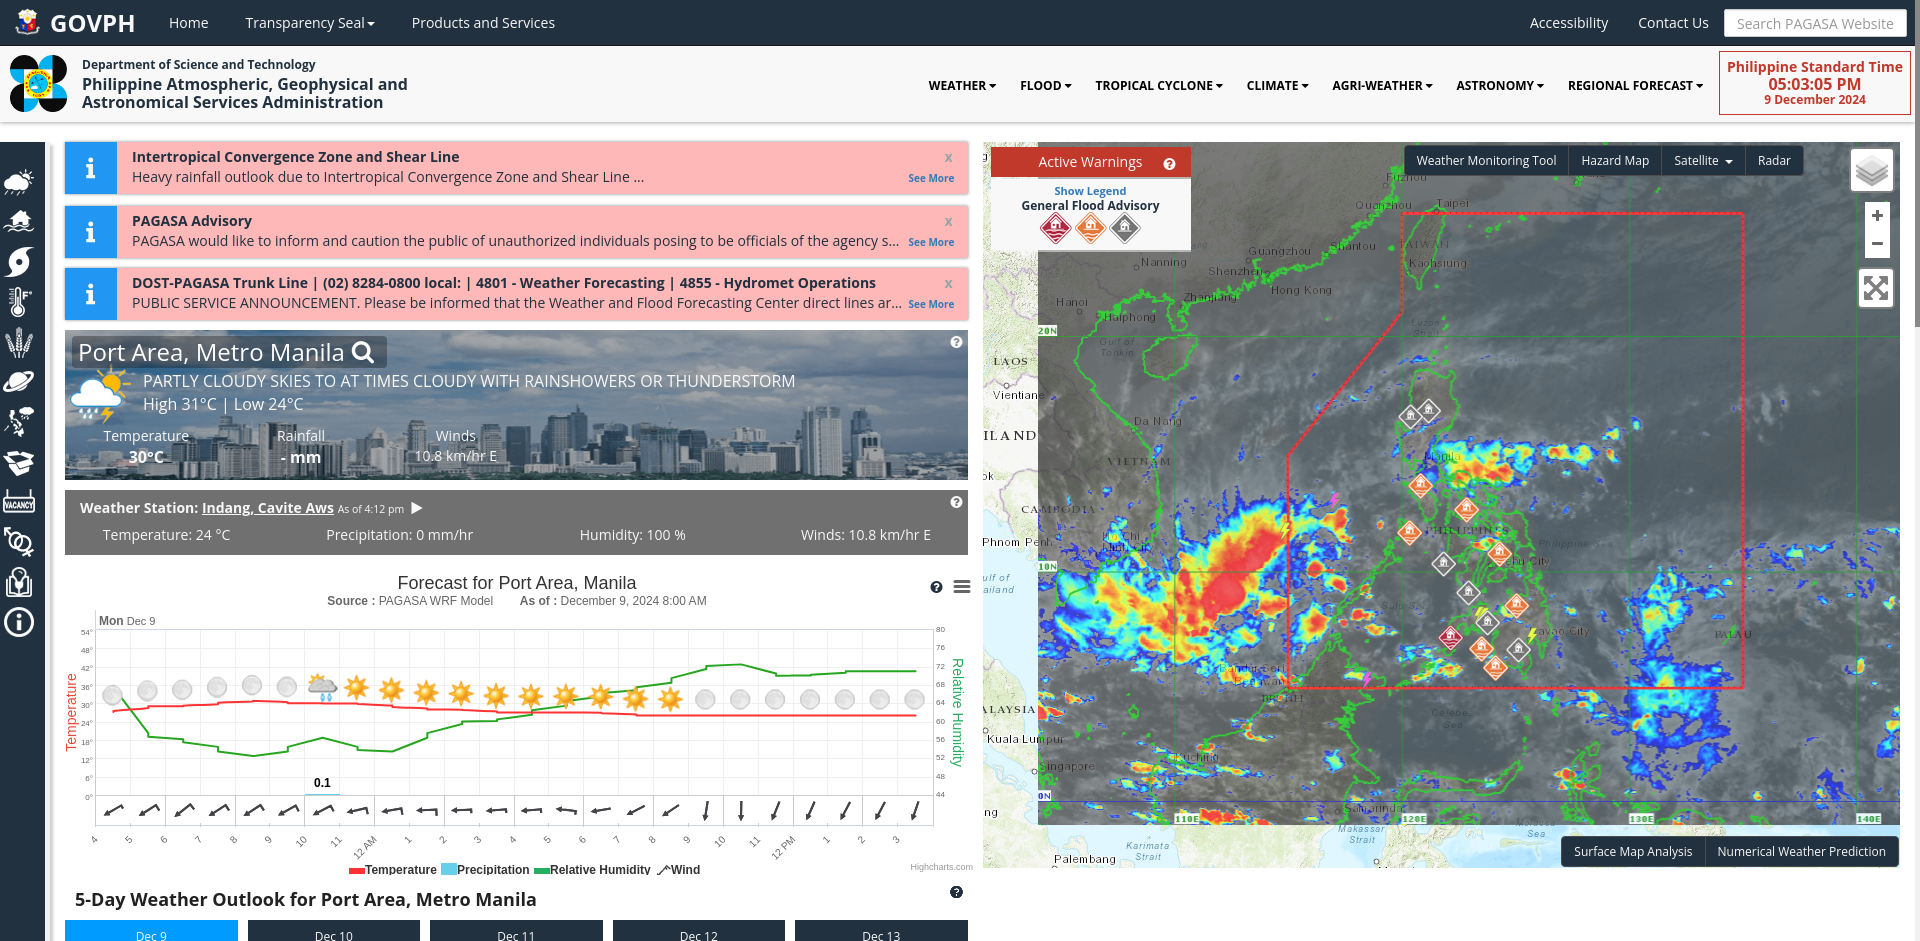 GOVPH
Home
Transparency Seal
Products and Services
Accessibility
Contact Us
Search PAGASA Website
Department of Science and Technology
Philippine Atmospheric, Geophysical and
Astronomical Services Administration
WEATHER
FLOOD
TROPICAL CYCLONE
CLIMATE
AGRI-WEATHER
ASTRONOMY
REGIONAL FORECAST
Philippine Standard Time
05:03:05 PM
9 December 2024
VACANCY
Intertropical Convergence Zone and Shear Line
x
Heavy rainfall outlook due to Intertropical Convergence Zone and Shear Line ...
See More
PAGASA Advisory
x
PAGASA would like to inform and caution the public of unauthorized individuals posing to be officials of the agency s...
See More
DOST-PAGASA Trunk Line | (02) 8284-0800 local: | 4801 - Weather Forecasting | 4855 - Hydromet Operations
x
PUBLIC SERVICE ANNOUNCEMENT. Please be informed that the Weather and Flood Forecasting Center direct lines ar...
See More
Port Area, Metro Manila
PARTLY CLOUDY SKIES TO AT TIMES CLOUDY WITH RAINSHOWERS OR THUNDERSTORM
High 31°C | Low 24°C
Temperature
Rainfall
Winds
30°C
- mm
10.8 km/hr E
Weather Station: Indang, Cavite Aws As of 4:12 pm
Temperature: 24 °C
Precipitation: 0 mm/hr
Humidity: 100 %
Winds: 10.8 km/hr E
Forecast for Port Area, Manila
Source : PAGASA WRF Model As of : December 9, 2024 8:00 AM
Mon Dec 9
Temperature
54°
48°
42°
36°
30°
24°
18°
12°
6°
0°
80
76
72
68
64
60
56
52
48
44
Relative Humidity
0.1
4
5
6
7
8
9
10
11
12 AM
1
2
3
4
5
6
7
8
9
10
11
12 PM
1
2
3
Temperature
Precipitation
Relative Humidity
Wind
Highcharts.com
5-Day Weather Outlook for Port Area, Metro Manila
Dec 9
Dec 10
Dec 11
Dec 12
Dec 13
Active Warnings
Show Legend
General Flood Advisory
Weather Monitoring Tool
Hazard Map
Satellite
Radar
+
−
Fuzhou
Quanzhou
Taipei
TAIWAN
Kaohsiung
Shantou
Guangzhou
Shenzhen
Hong Kong
Nanning
Zhanjiang
Hanoi
Haiphong
Gulf of
Tonkin
Luzon
Strait
20N
LAOS
Vientiane
Da Nang
VIETNAM
CAMBODIA
Phnom Penh
Ho Chi
Manila
PHILIPPINES
Philippine
10N
Davao City
PALAU
Celebes
Sea
ALAYSIA
Kuala Lumpur
Singapore
Kuching
BRUNEI
Samarinda
0N
110E
120E
130E
140E
Makassar
Strait
Karimata
Strait
Palembang
Surface Map Analysis
Numerical Weather Prediction